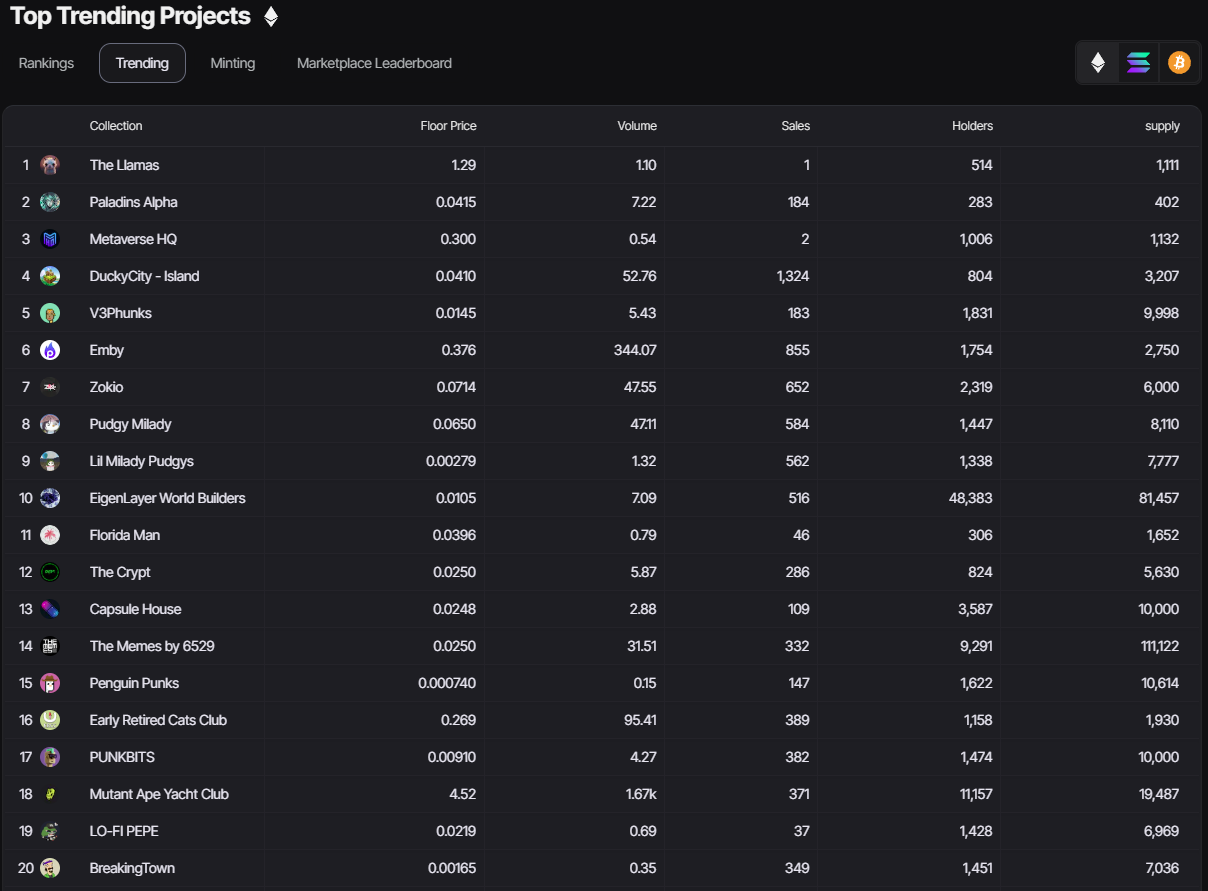 Top Trending Projects
Rankings Trending Minting Marketplace Leaderboard
Collection Floor Price Volume Sales Holders supply
1 The Llamas 1.29 1.10 1 514 1,111
2 Paladins Alpha 0.0415 7.22 184 283 402
3 Metaverse HQ 0.300 0.54 2 1,006 1,132
4 DuckyCity - Island 0.0410 52.76 1,324 804 3,207
5 V3Phunks 0.0145 5.43 183 1,831 9,998
6 Emby 0.376 344.07 855 1,754 2,750
7 Zokio 0.0714 47.55 652 2,319 6,000
8 Pudgy Milady 0.0650 47.11 584 1,447 8,110
9 Lil Milady Pudgys 0.00279 1.32 562 1,338 7,777
10 EigenLayer World Builders 0.0105 7.09 516 48,383 81,457
11 Florida Man 0.0396 0.79 46 306 1,652
12 The Crypt 0.0250 5.87 286 824 5,630
13 Capsule House 0.0248 2.88 109 3,587 10,000
14 The Memes by 6529 0.0250 31.51 332 9,291 111,122
15 Penguin Punks 0.000740 0.15 147 1,622 10,614
16 Early Retired Cats Club 0.269 95.41 389 1,158 1,930
17 PUNKBITS 0.00910 4.27 382 1,474 10,000
18 Mutant Ape Yacht Club 4.52 1.67k 371 11,157 19,487
19 LO-FI PEPE 0.0219 0.69 37 1,428 6,969
20 BreakingTown 0.00165 0.35 349 1,451 7,036